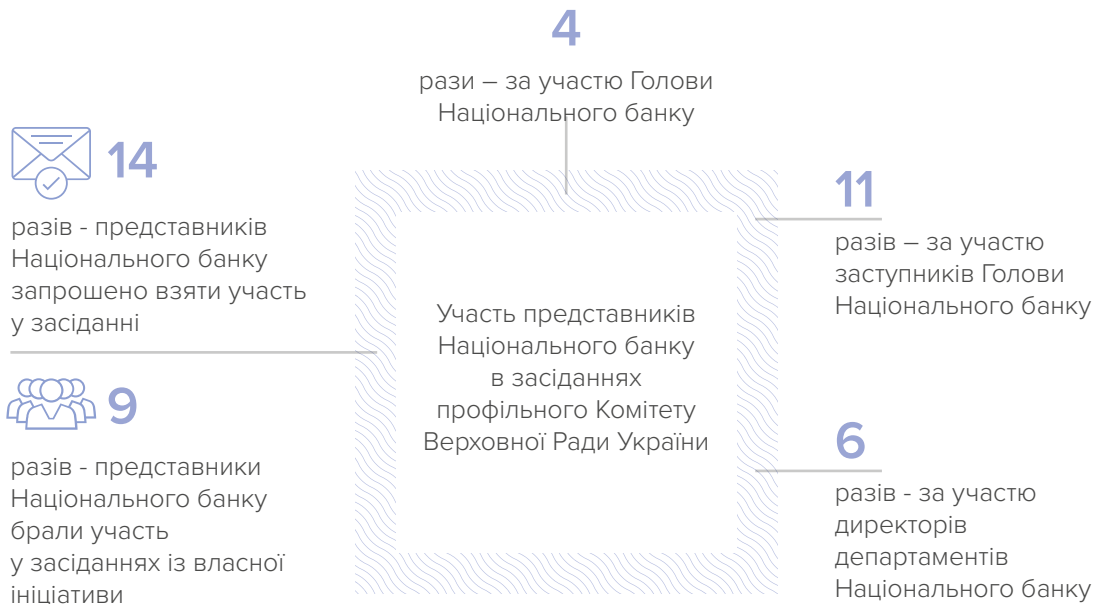 4
рази – за участю Голови
Національного банку
14
разів - представників
Національного банку
запрошено взяти участь
у засіданні
9
разів - представники
Національного банку
брали участь
у засіданнях із власної
ініціативи
Участь представників
Національного банку
в засіданнях
профільного Комітету
Верховної Ради України
11
разів – за участю
заступників Голови
Національного банку
6
разів - за участю
директорів
департаментів
Національного банку